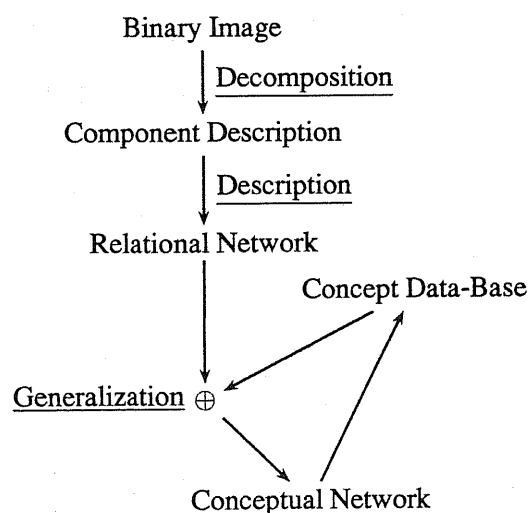 Binary Image
Decomposition
Component Description
Description
Relational Network
Concept Data-Base
Generalization ⊕
Conceptual Network